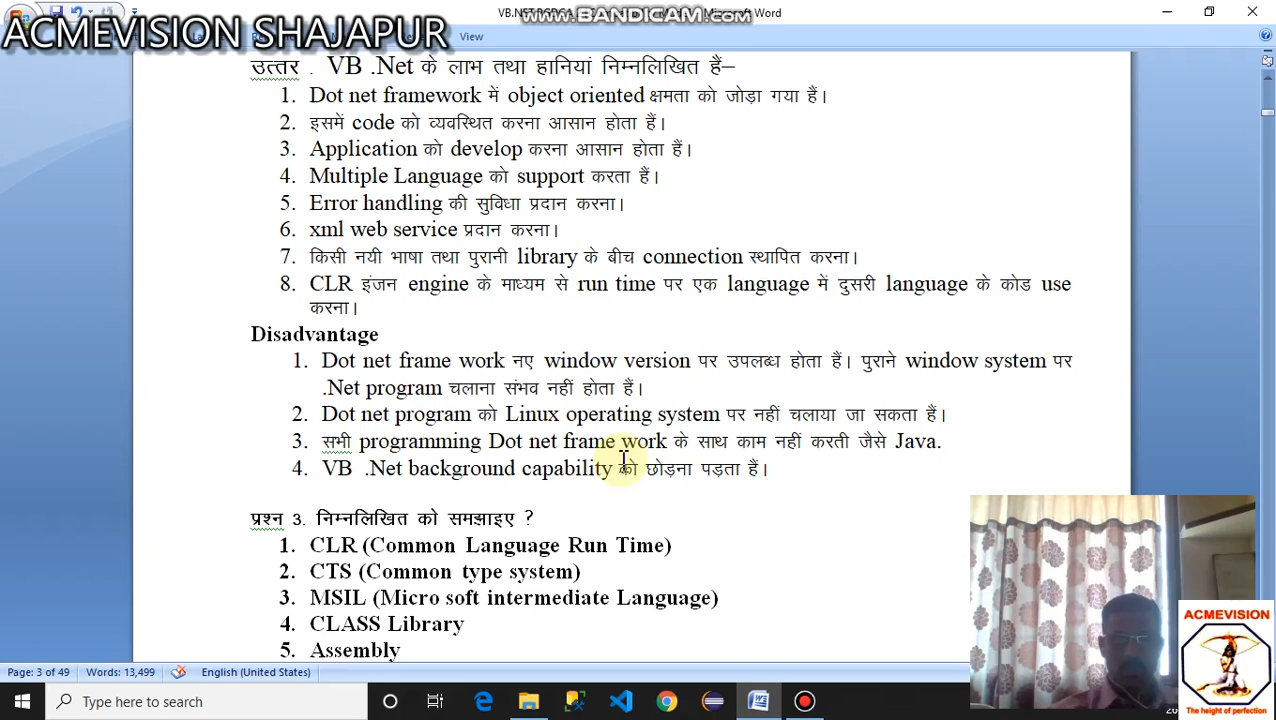 VB.NET
Microsoft Word
www.BANDICAM.com
ACMEVISION SHAJAPUR
View
उत्तर . VB .Net के लाभ तथा हानियां निम्नलिखित हैं–
1. Dot net framework में object oriented क्षमता को जोड़ा गया हैं।
2. इसमें code को व्यवस्थित करना आसान होता हैं।
3. Application को develop करना आसान होता हैं।
4. Multiple Language को support करता हैं।
5. Error handling की सुविधा प्रदान करना।
6. xml web service प्रदान करना।
7. किसी नयी भाषा तथा पुरानी library के बीच connection स्थापित करना।
8. CLR इंजन engine के माध्यम से run time पर एक language में दुसरी language के कोड use
करना।
Disadvantage
1. Dot net frame work नए window version पर उपलब्ध होता हैं। पुराने window system पर
.Net program चलाना संभव नहीं होता हैं।
2. Dot net program को Linux operating system पर नहीं चलाया जा सकता हैं।
3. सभी programming Dot net frame work के साथ काम नहीं करती जैसे Java.
4. VB .Net background capability को छोड़ना पड़ता हैं।
प्रश्न 3. निम्नलिखित को समझाइए ?
1. CLR (Common Language Run Time)
2. CTS (Common type system)
3. MSIL (Micro soft intermediate Language)
4. CLASS Library
5. Assembly
ACMEVISION
The height of perfection
Page: 3 of 49
Words: 13,499
English (United States)
Type here to search